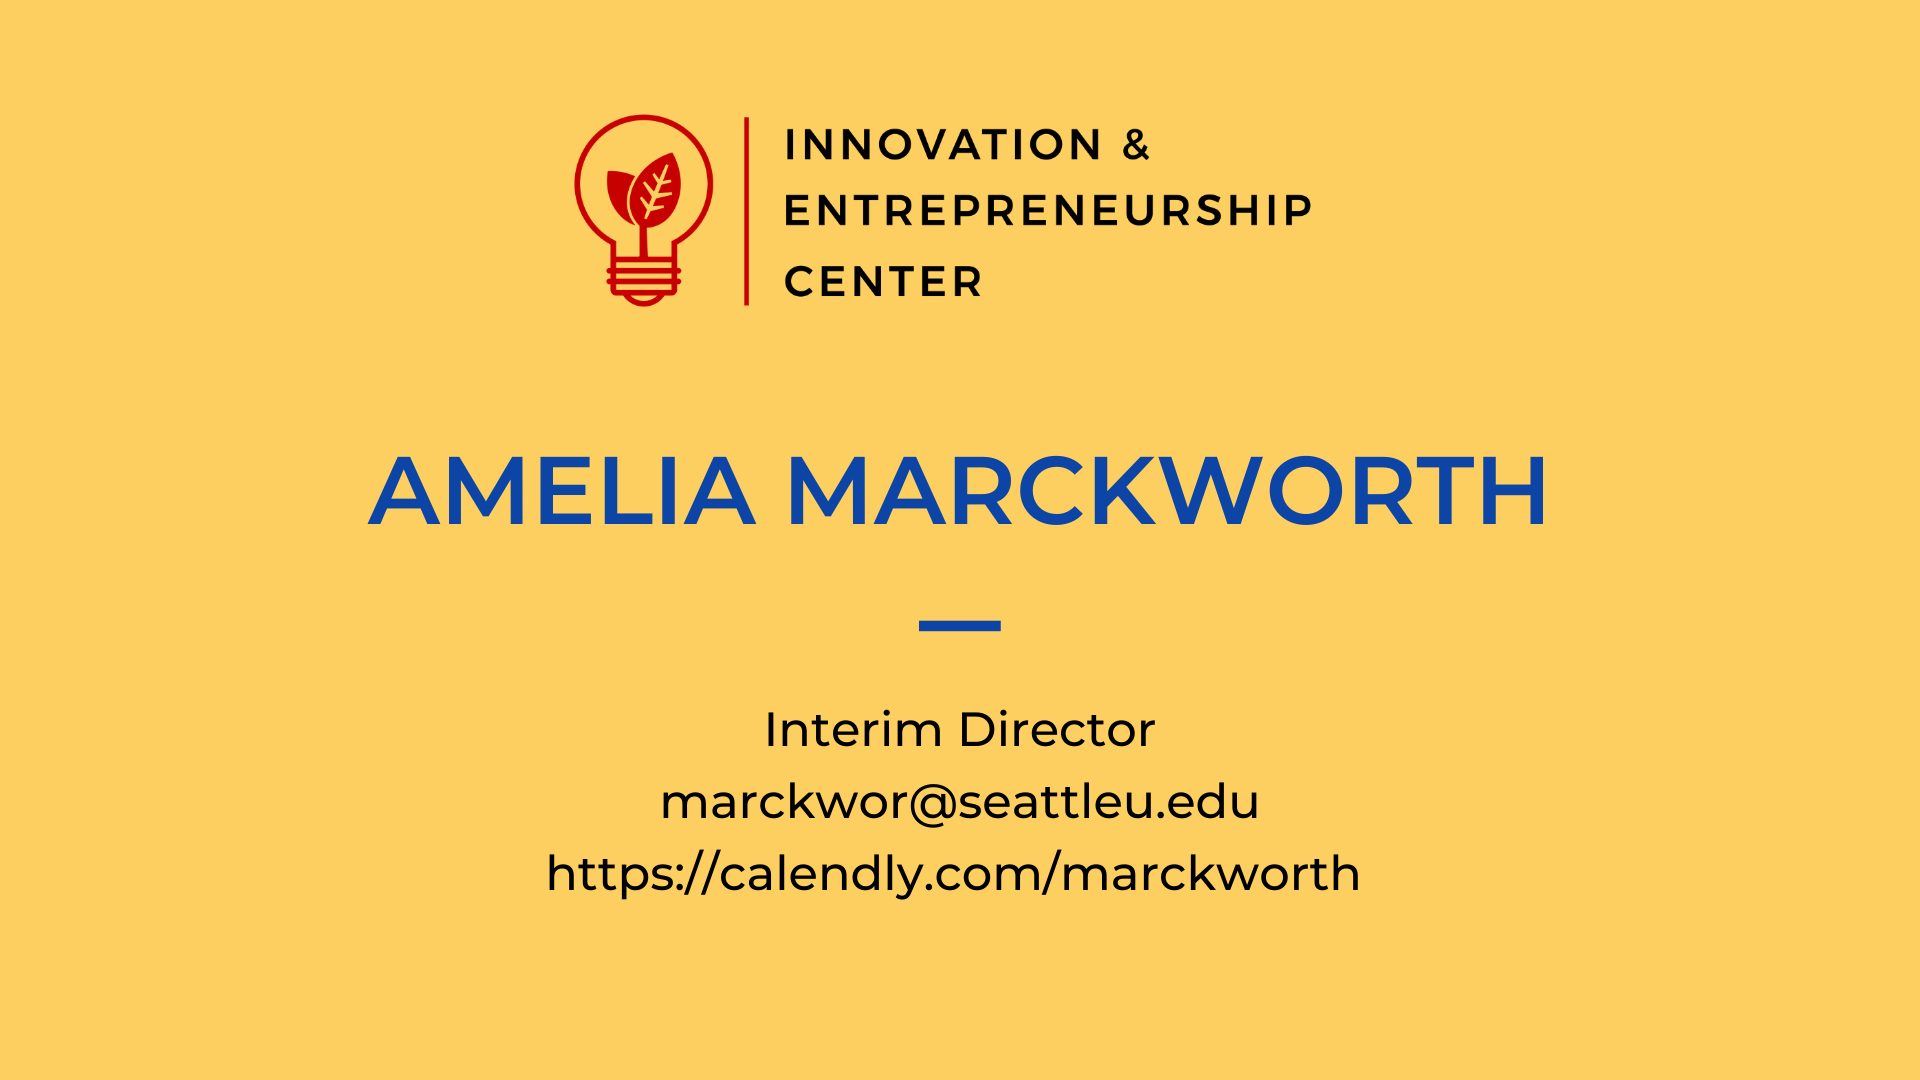 INNOVATION &
ENTREPRENEURSHIP
CENTER
AMELIA MARCKWORTH
Interim Director
marckwor@seattleu.edu
https://calendly.com/marckworth